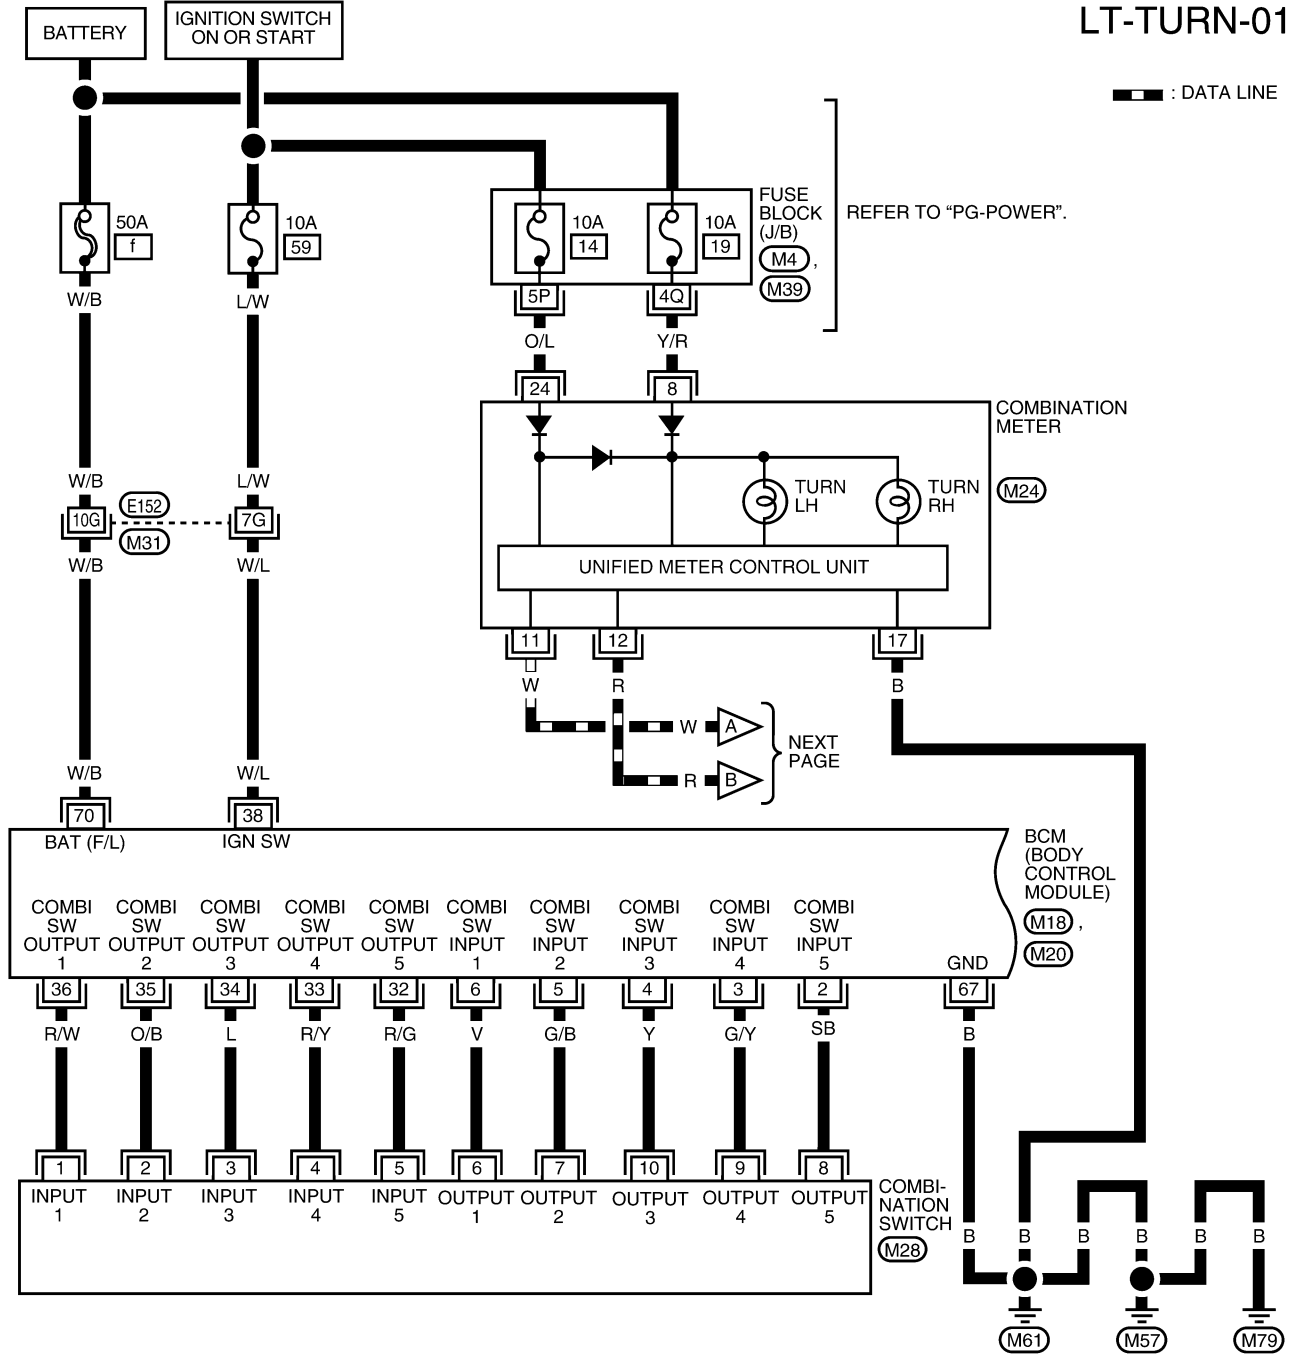 LT-TURN-01
BATTERY
IGNITION SWITCH
ON OR START
: DATA LINE
50A
f
10A
59
10A
14
10A
19
FUSE
BLOCK
(J/B)
M4 ,
M39
REFER TO “PG-POWER”.
5P
4Q
W/B
L/W
O/L
Y/R
24
8
COMBINATION
METER
M24
TURN
LH
TURN
RH
W/B
L/W
10G
E152
M31
7G
W/B
W/L
UNIFIED METER CONTROL UNIT
11
12
17
W
R
B
W
A
R
B
NEXT
PAGE
W/B
W/L
70
38
BAT (F/L)
IGN SW
BCM
(BODY
CONTROL
MODULE)
M18 ,
M20
COMBI
SW
OUTPUT
1
COMBI
SW
OUTPUT
2
COMBI
SW
OUTPUT
3
COMBI
SW
OUTPUT
4
COMBI
SW
OUTPUT
5
COMBI
SW
INPUT
1
COMBI
SW
INPUT
2
COMBI
SW
INPUT
3
COMBI
SW
INPUT
4
COMBI
SW
INPUT
5
GND
36
35
34
33
32
6
5
4
3
2
67
R/W
O/B
L
R/Y
R/G
V
G/B
Y
G/Y
SB
B
1
2
3
4
5
6
7
10
9
8
INPUT
1
INPUT
2
INPUT
3
INPUT
4
INPUT
5
OUTPUT
1
OUTPUT
2
OUTPUT
3
OUTPUT
4
OUTPUT
5
COMBI-
NATION
SWITCH
M28
B
B
B
B
B
B
M61
M57
M79